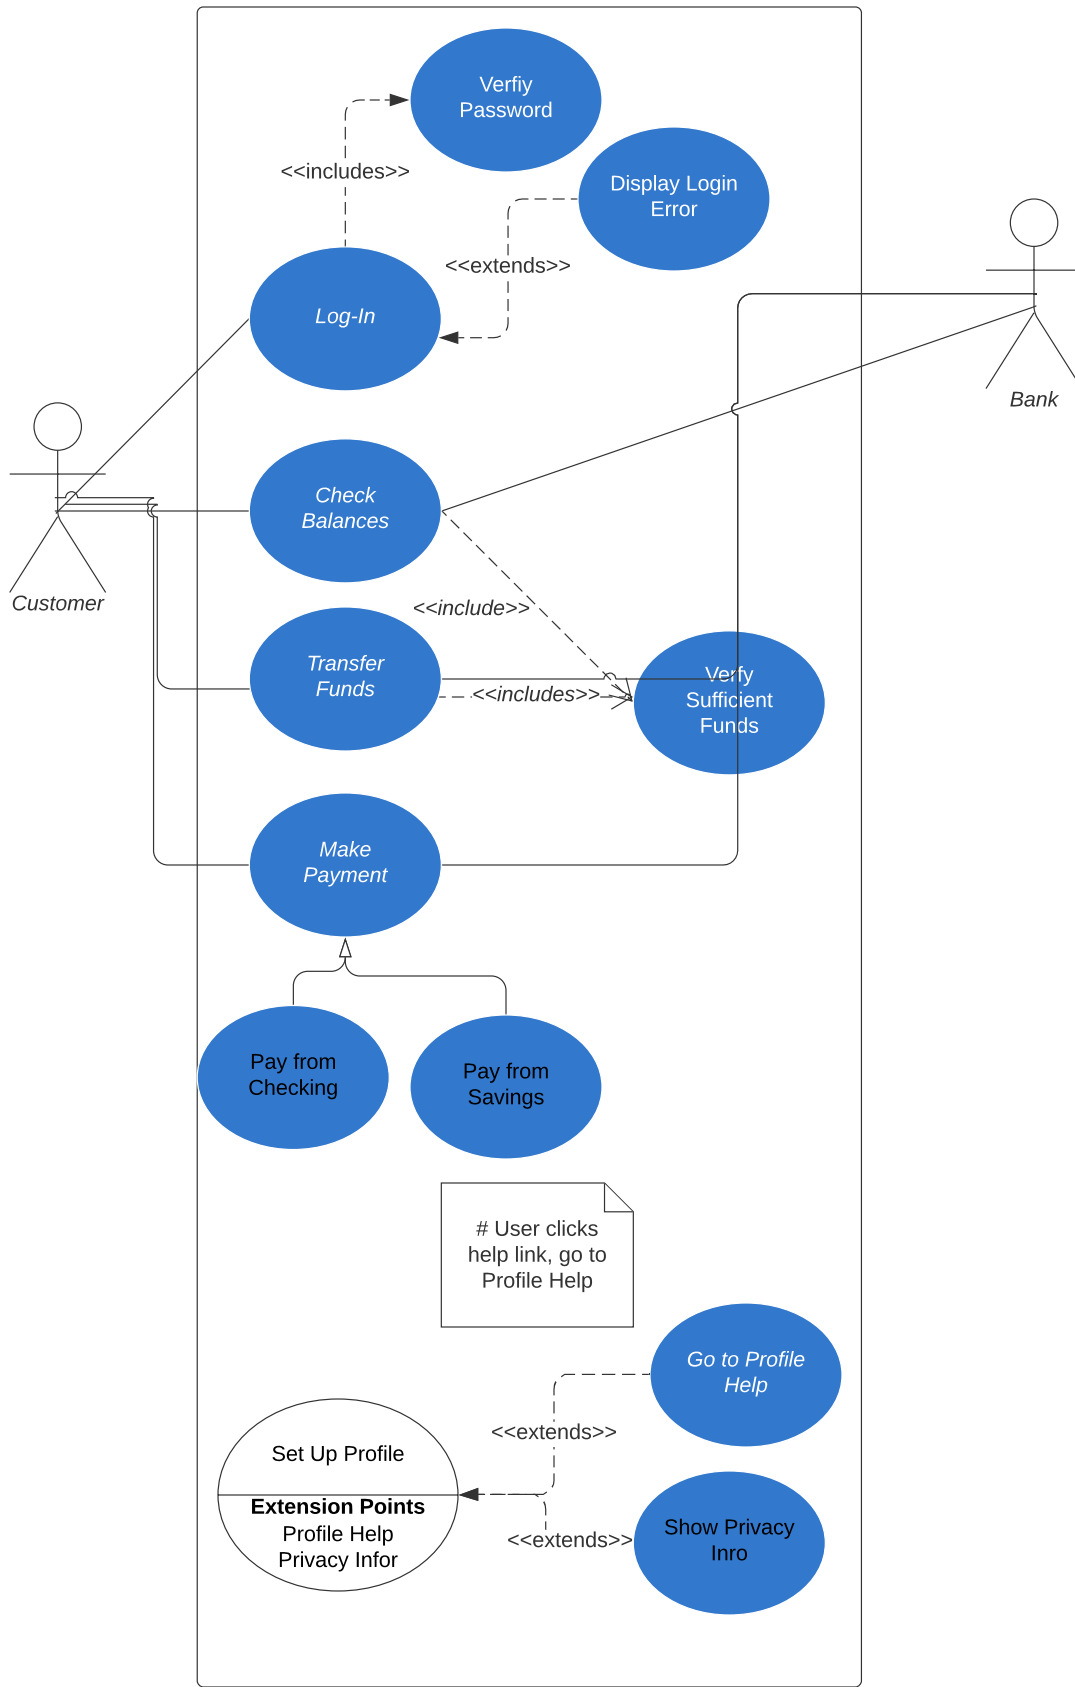 Verfiy
Password
<<includes>>
Display Login
Error
<<extends>>
Log-In
Bank
Check
Balances
Customer
<<include>>
Transfer
Funds
<<includes>>
Verfy
Sufficient
Funds
Make
Payment
Pay from
Checking
Pay from
Savings
# User clicks
help link, go to
Profile Help
Go to Profile
Help
<<extends>>
Set Up Profile
Extension Points
Profile Help
Privacy Infor
<<extends>>
Show Privacy
Inro